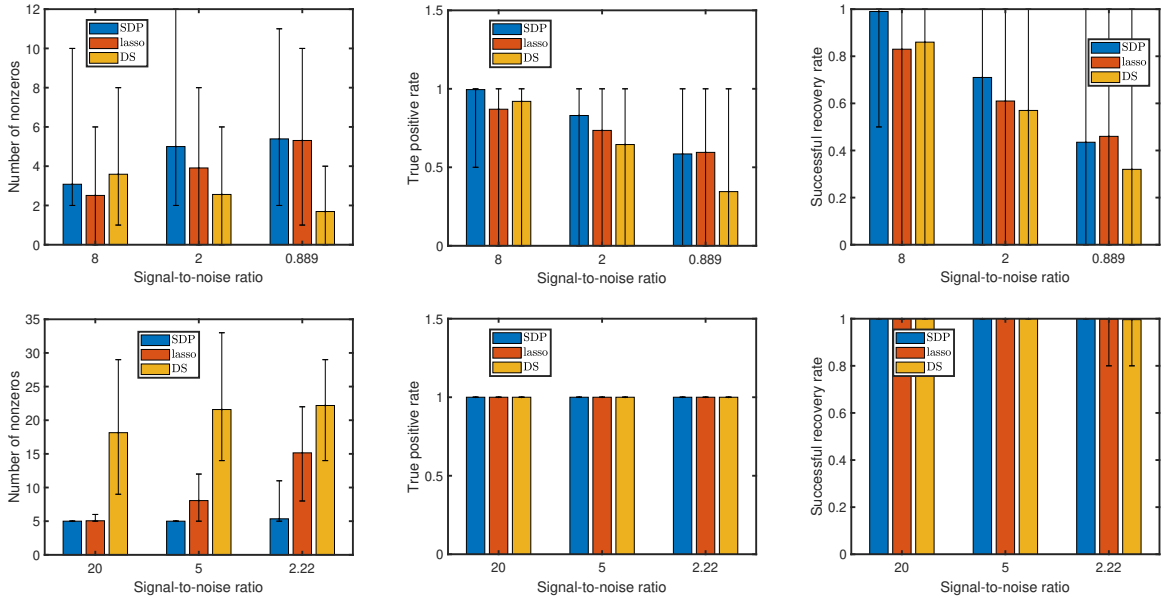 12
10
8
6
4
2
0
Number of nonzeros
SDP
lasso
DS
8
2
0.889
Signal-to-noise ratio
1.5
1
0.5
0
True positive rate
SDP
lasso
DS
8
2
0.889
Signal-to-noise ratio
1
0.8
0.6
0.4
0.2
0
Successful recovery rate
SDP
lasso
DS
8
2
0.889
Signal-to-noise ratio
35
30
25
20
15
10
5
0
Number of nonzeros
SDP
lasso
DS
20
5
2.22
Signal-to-noise ratio
1.5
1
0.5
0
True positive rate
SDP
lasso
DS
20
5
2.22
Signal-to-noise ratio
1
0.8
0.6
0.4
0.2
0
Successful recovery rate
SDP
lasso
DS
20
5
2.22
Signal-to-noise ratio